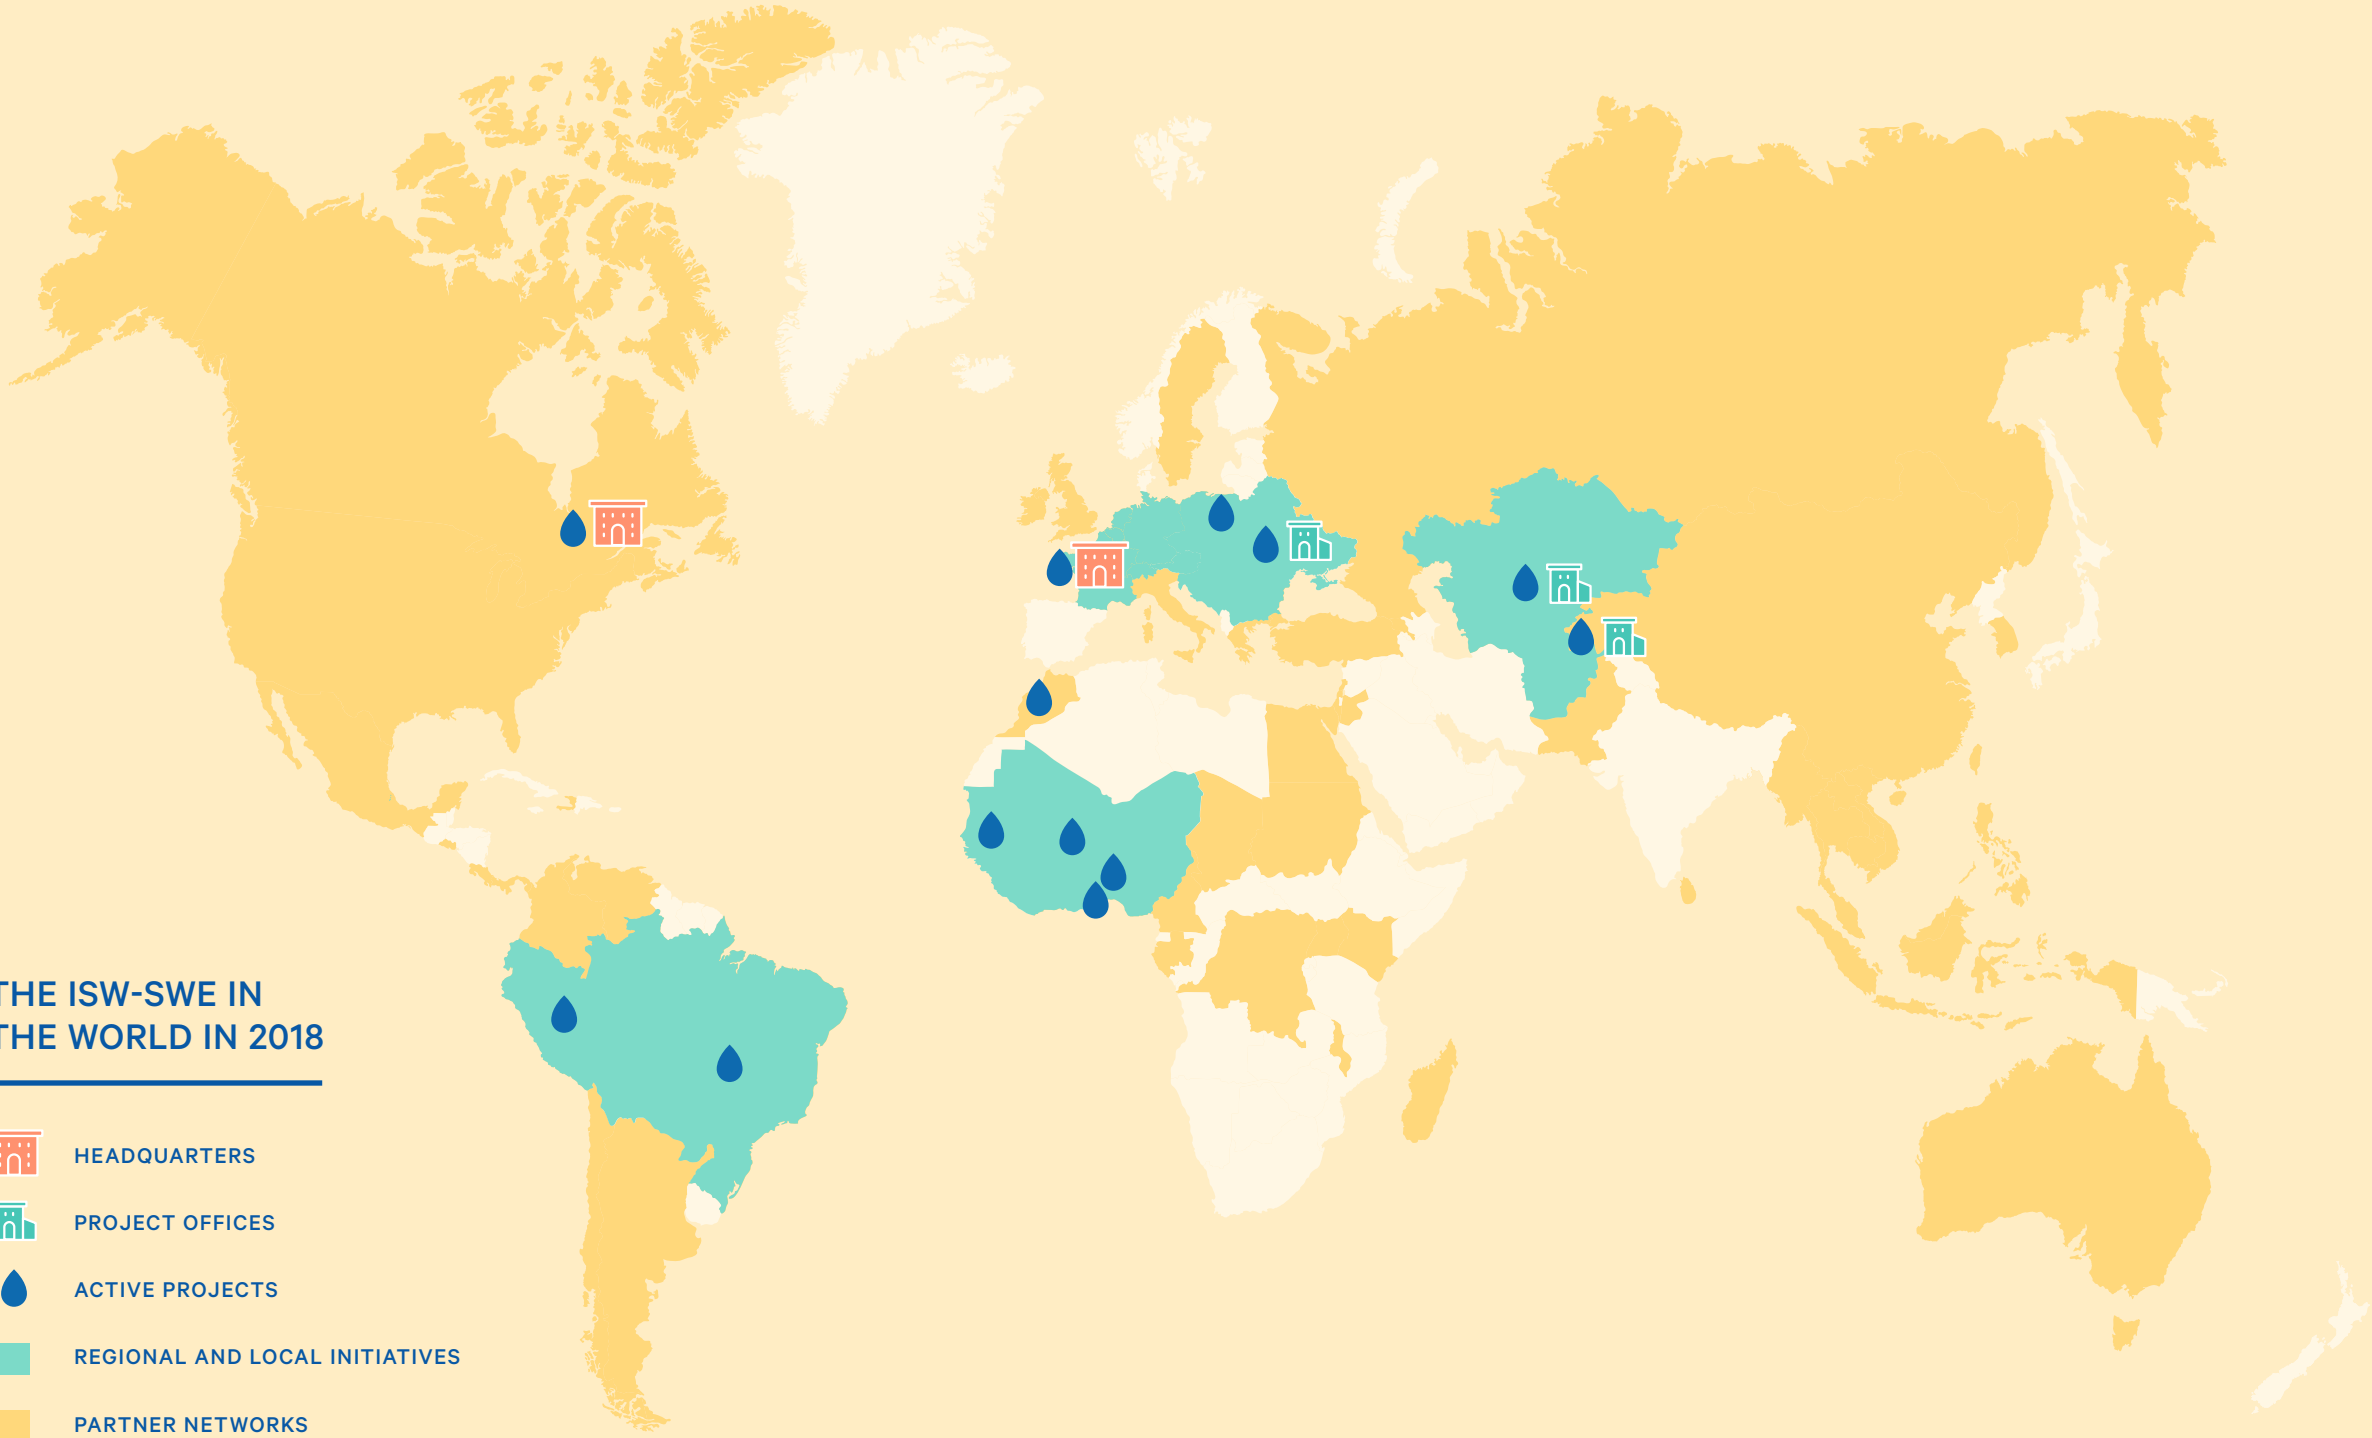 THE ISW-SWE IN
THE WORLD IN 2018
HEADQUARTERS
PROJECT OFFICES
ACTIVE PROJECTS
REGIONAL AND LOCAL INITIATIVES
PARTNER NETWORKS